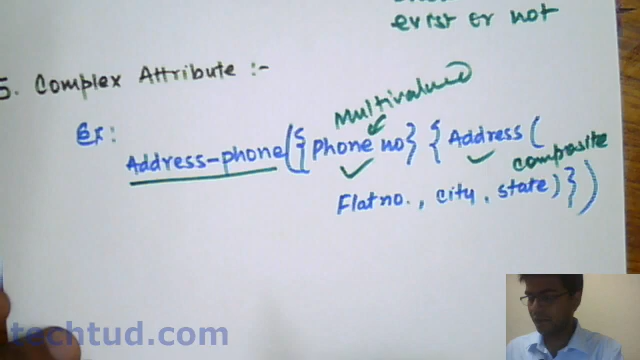 exist or not
5. Complex Attribute :-
Ex:
Multivalued
Address-phone({phone no} {Address(
composite
Flat no., city, state)})
techtud.com